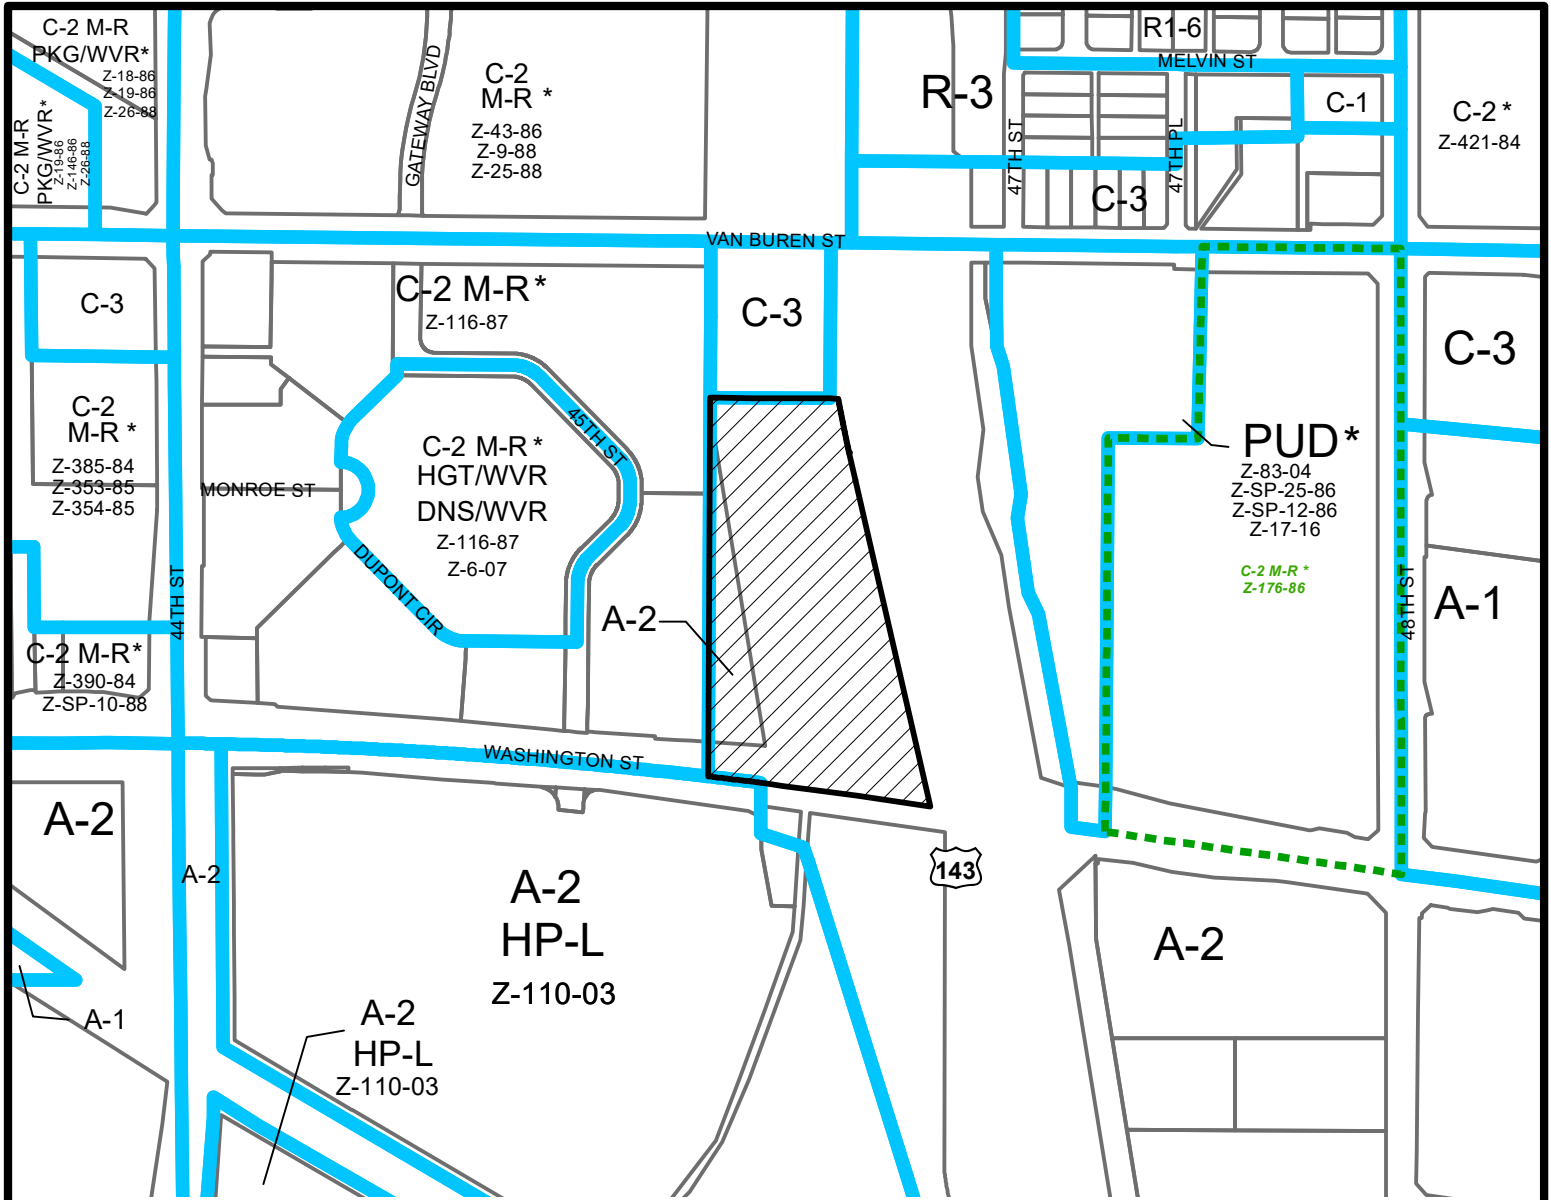 C-2 M-R
PKG/WVR*
Z-18-86
Z-19-86
Z-26-88
C-2 M-R
PKG/WVR*
Z-19-86
Z-146-86
Z-26-88
GATEWAY BLVD
C-2
M-R *
Z-43-86
Z-9-88
Z-25-88
R-3
R1-6
MELVIN ST
C-1
C-2 *
Z-421-84
47TH ST
47TH PL
C-3
VAN BUREN ST
C-3
C-2 M-R*
Z-116-87
C-3
C-3
C-2
M-R *
Z-385-84
Z-353-85
Z-354-85
MONROE ST
45TH ST
C-2 M-R*
HGT/WVR
DNS/WVR
Z-116-87
Z-6-07
DUPONT CIR
PUD*
Z-83-04
Z-SP-25-86
Z-SP-12-86
Z-17-16
C-2 M-R *
Z-176-86
44TH ST
A-2
48TH ST
A-1
C-2 M-R*
Z-390-84
Z-SP-10-88
WASHINGTON ST
A-2
A-2
A-2
HP-L
Z-110-03
143
A-2
A-1
A-2
HP-L
Z-110-03